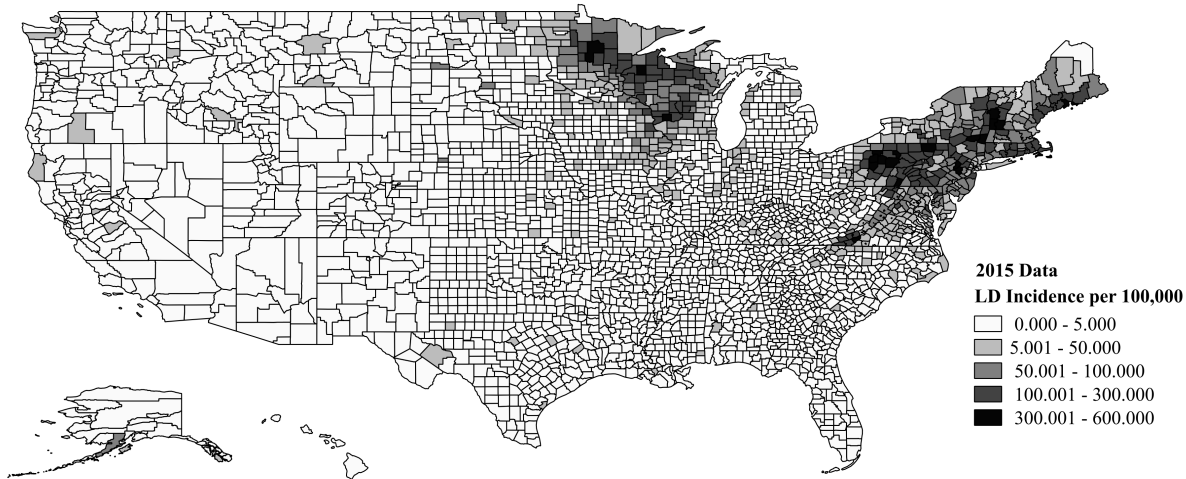 2015 Data
LD Incidence per 100,000
0.000 - 5.000
5.001 - 50.000
50.001 - 100.000
100.001 - 300.000
300.001 - 600.000